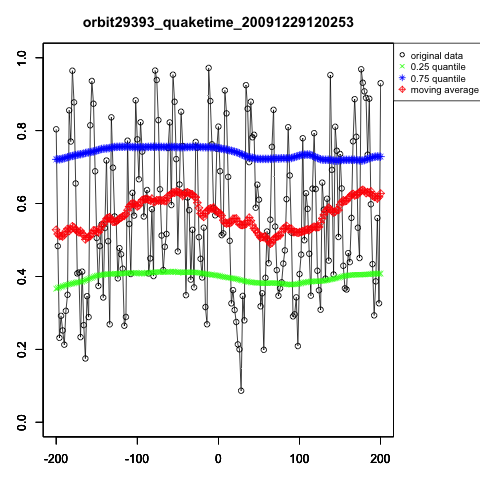 orbit29393_quaketime_20091229120253
original data
0.25 quantile
0.75 quantile
moving average
1.0
0.8
0.6
0.4
0.2
0.0
-200 -100 0 100 200